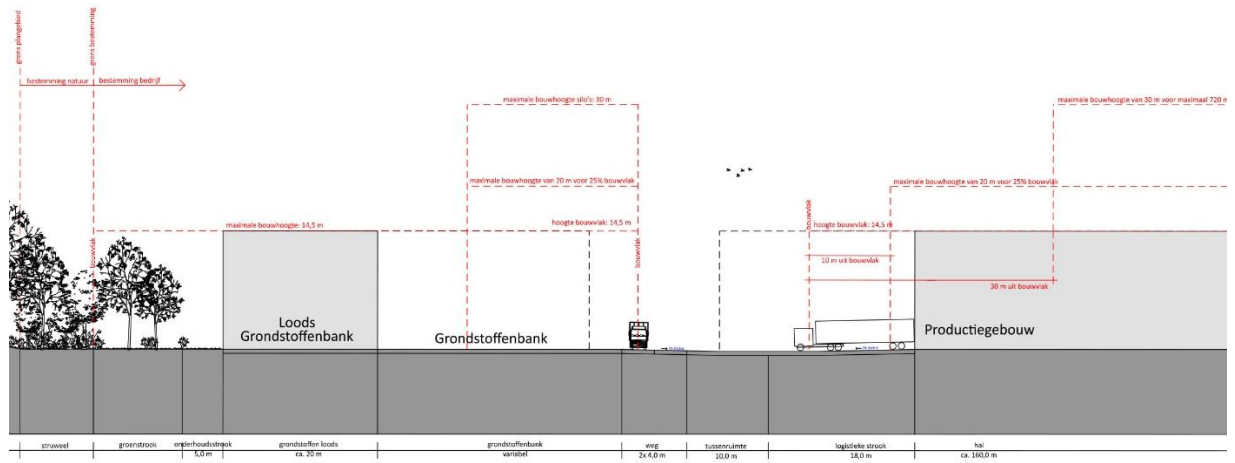 grens plangebied
grens bestemming
bestemming natuur
bestemming bedrijf
maximale bouwhoogte silo's: 30 m
maximale bouwhoogte van 30 m voor maximaal 720 m
maximale bouwhoogte van 20 m voor 25% bouwvlak
maximale bouwhoogte van 20 m voor 25% bouwvlak
bouwvlak
maximale bouwhoogte: 14,5 m
hoogte bouwvlak: 14,5 m
bouwvlak
bouwvlak
hoogte bouwvlak: 14,5 m
10 m uit bouwvlak
30 m uit bouwvlak
Loods
Grondstoffenbank
Grondstoffenbank
Productiegebouw
struweel
groenstrook
onderhoudsstrook
5,0 m
grondstoffen loods
ca. 20 m
grondstoffenbank
variabel
weg
2x 4,0 m
tussenruimte
10,0 m
logistieke strook
18,0 m
hal
ca. 160,0 m